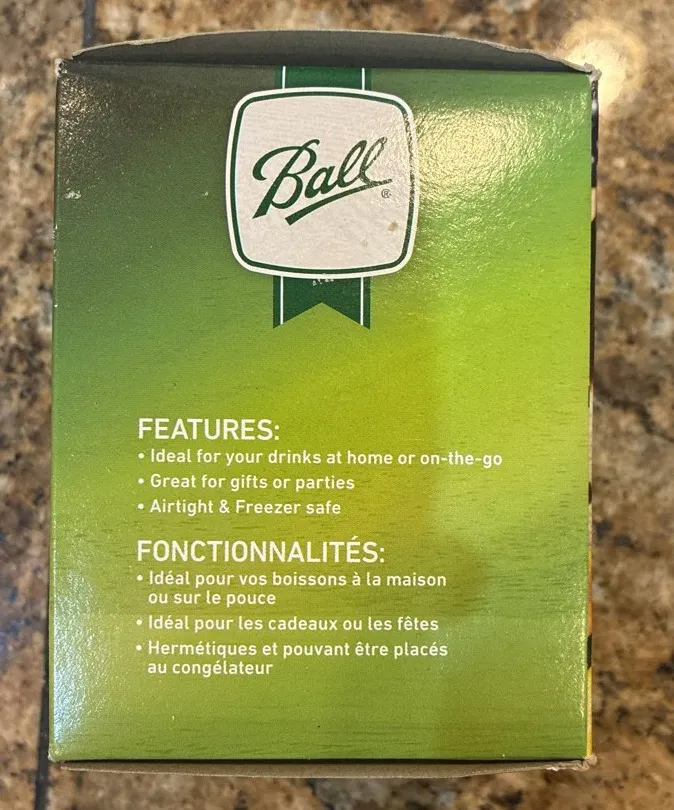 Ball®
FEATURES:
• Ideal for your drinks at home or on-the-go
• Great for gifts or parties
• Airtight & Freezer safe
FONCTIONNALITÉS:
• Idéal pour vos boissons à la maison
ou sur le pouce
• Idéal pour les cadeaux ou les fêtes
• Hermétiques et pouvant être placés
au congélateur